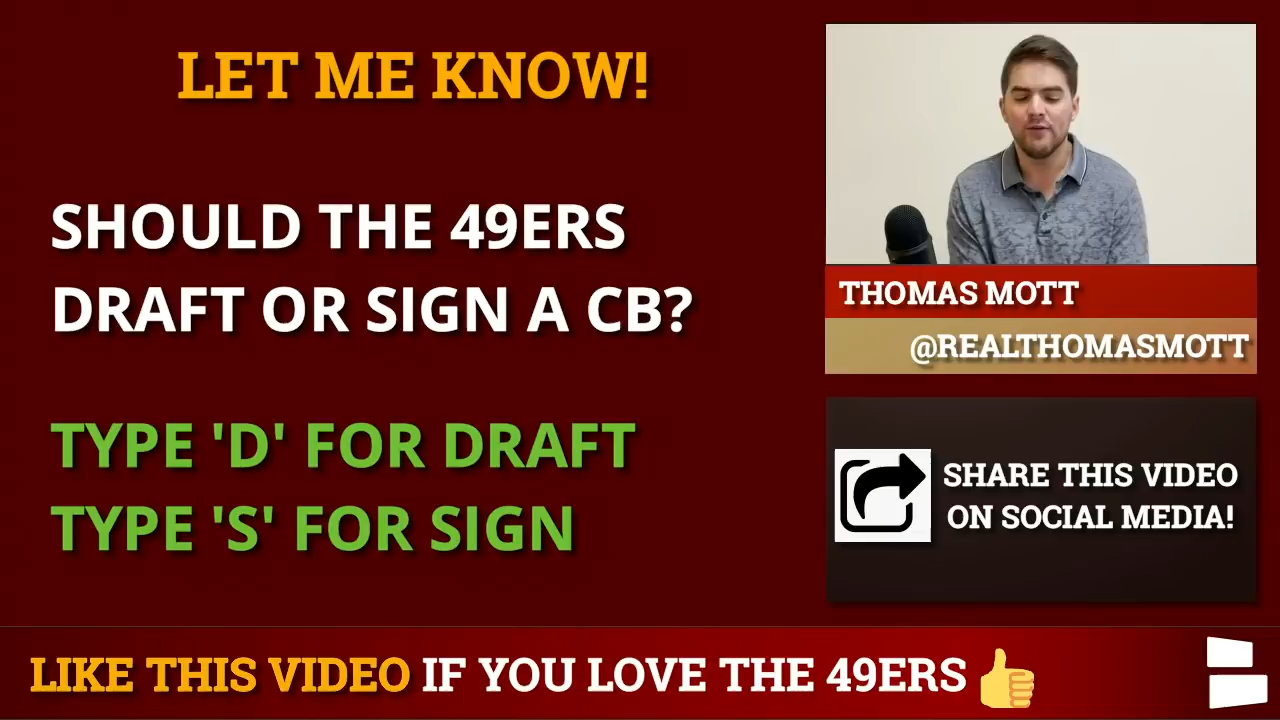 LET ME KNOW!
SHOULD THE 49ERS
DRAFT OR SIGN A CB?
TYPE 'D' FOR DRAFT
TYPE 'S' FOR SIGN
THOMAS MOTT
@REALTHOMASMOTT
SHARE THIS VIDEO
ON SOCIAL MEDIA!
LIKE THIS VIDEO IF YOU LOVE THE 49ERS